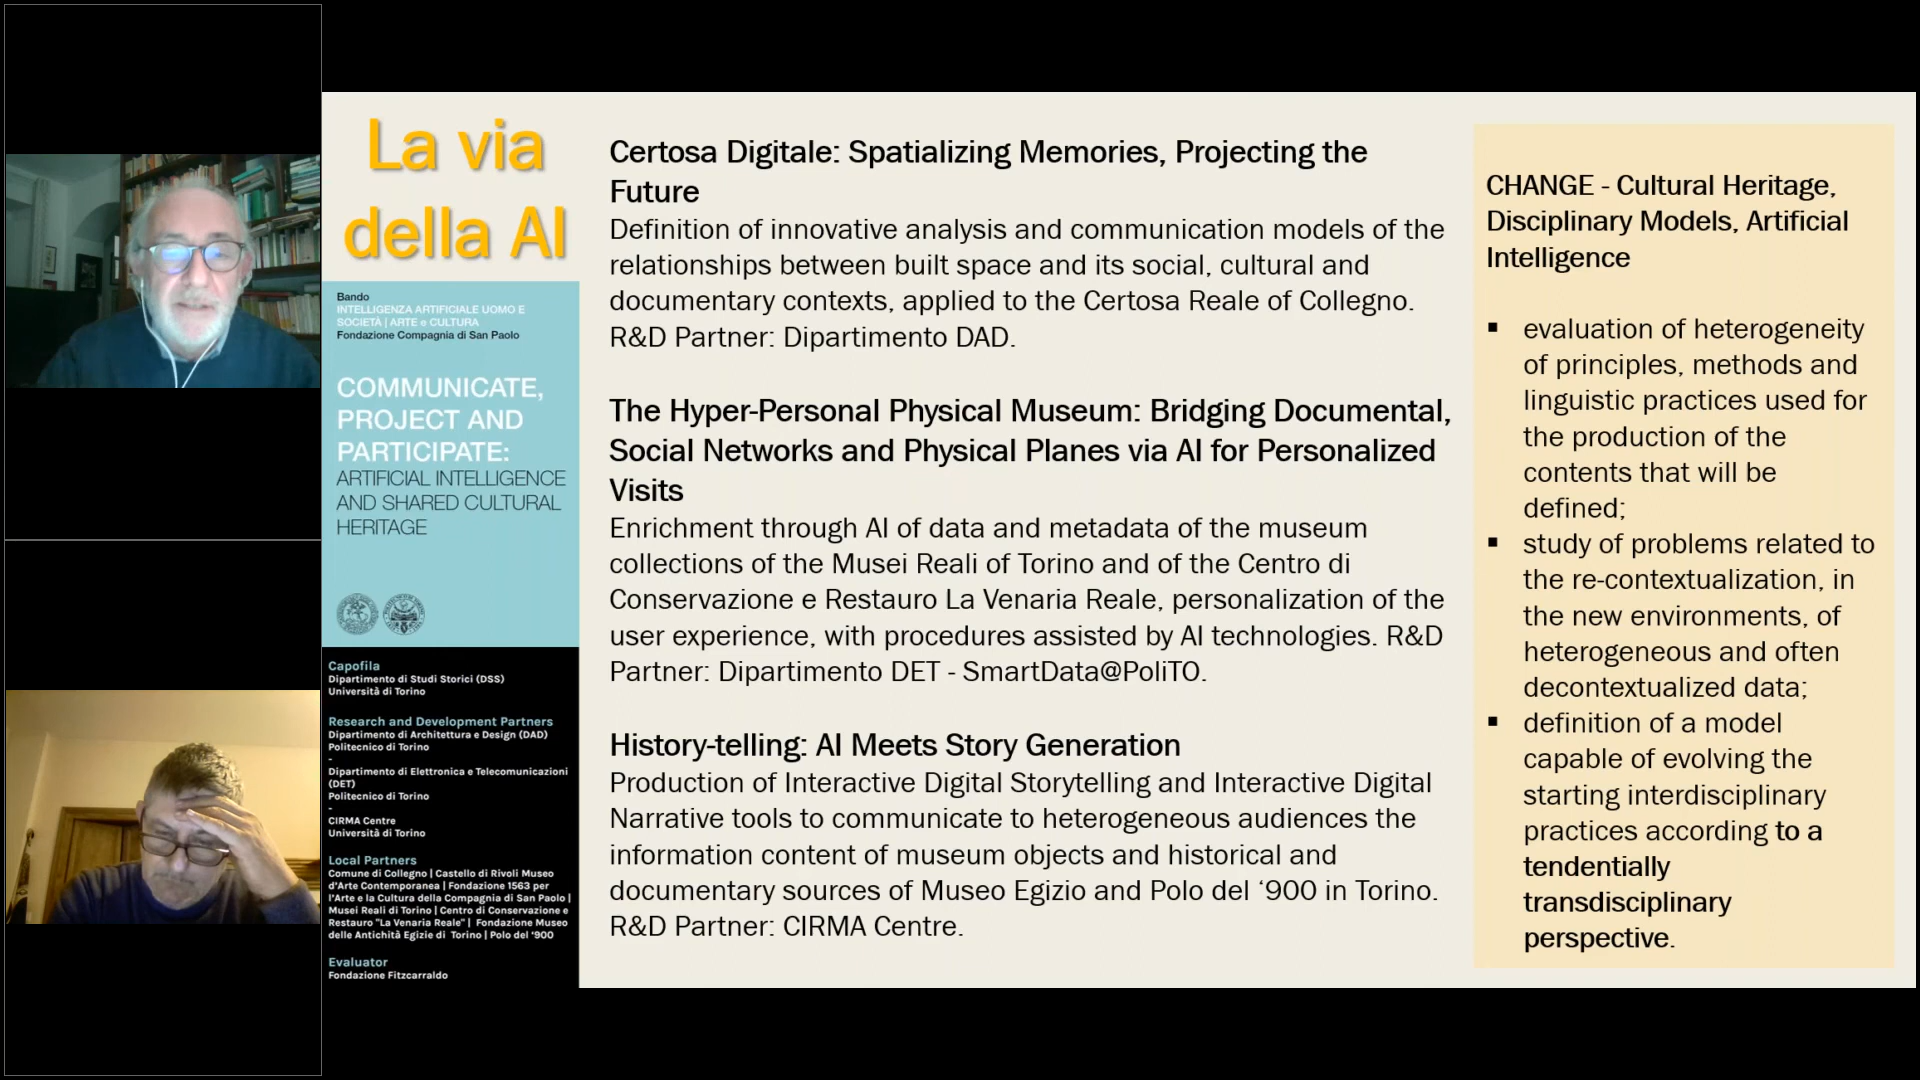 La via
della AI
Bando
INTELLIGENZA ARTIFICIALE UOMO E
SOCIETÀ | ARTE e CULTURA
Fondazione Compagnia di San Paolo
COMMUNICATE,
PROJECT AND
PARTICIPATE:
ARTIFICIAL INTELLIGENCE
AND SHARED CULTURAL
HERITAGE
Capofila
Dipartimento di Studi Storici (DSS)
Università di Torino
Research and Development Partners
Dipartimento di Architettura e Design (DAD)
Politecnico di Torino
-
Dipartimento di Elettronica e Telecomunicazioni
(DET)
Politecnico di Torino
-
CIRMA Centre
Università di Torino
Local Partners
Comune di Collegno | Castello di Rivoli Museo
d'Arte Contemporanea | Fondazione 1563 per
l'Arte e la Cultura della Compagnia di San Paolo |
Musei Reali di Torino | Centro di Conservazione e
Restauro "La Venaria Reale" | Fondazione Museo
delle Antichità Egizie di Torino | Polo del '900
Evaluator
Fondazione Fitzcarraldo
Certosa Digitale: Spatializing Memories, Projecting the
Future
Definition of innovative analysis and communication models of the
relationships between built space and its social, cultural and
documentary contexts, applied to the Certosa Reale of Collegno.
R&D Partner: Dipartimento DAD.
The Hyper-Personal Physical Museum: Bridging Documental,
Social Networks and Physical Planes via AI for Personalized
Visits
Enrichment through AI of data and metadata of the museum
collections of the Musei Reali of Torino and of the Centro di
Conservazione e Restauro La Venaria Reale, personalization of the
user experience, with procedures assisted by AI technologies. R&D
Partner: Dipartimento DET - SmartData@PoliTO.
History-telling: AI Meets Story Generation
Production of Interactive Digital Storytelling and Interactive Digital
Narrative tools to communicate to heterogeneous audiences the
information content of museum objects and historical and
documentary sources of Museo Egizio and Polo del ‘900 in Torino.
R&D Partner: CIRMA Centre.
CHANGE - Cultural Heritage,
Disciplinary Models, Artificial
Intelligence
▪ evaluation of heterogeneity
of principles, methods and
linguistic practices used for
the production of the
contents that will be
defined;
▪ study of problems related to
the re-contextualization, in
the new environments, of
heterogeneous and often
decontextualized data;
▪ definition of a model
capable of evolving the
starting interdisciplinary
practices according to a
tendentially
transdisciplinary
perspective.